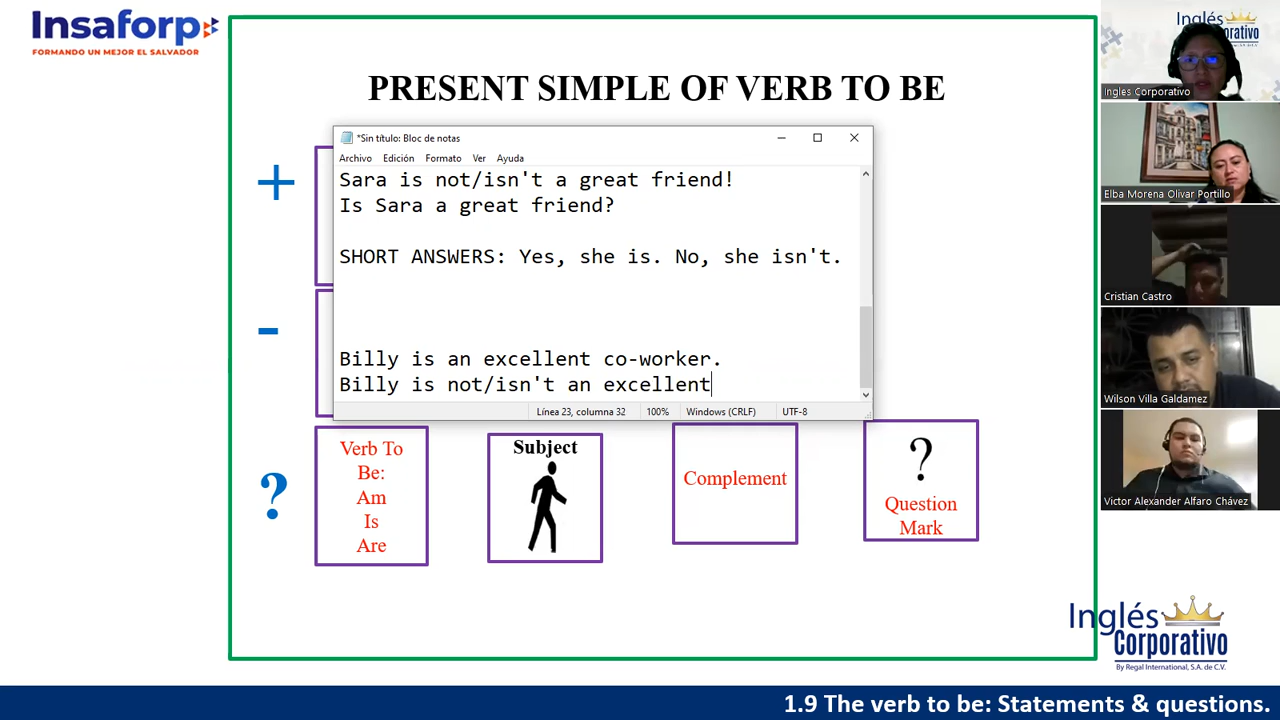 Insaforp
FORMANDO UN MEJOR EL SALVADOR
PRESENT SIMPLE OF VERB TO BE
+
*Sin título: Bloc de notas
Archivo Edición Formato Ver Ayuda
Sara is not/isn't a great friend!
Is Sara a great friend?
SHORT ANSWERS: Yes, she is. No, she isn't.
Billy is an excellent co-worker.
Billy is not/isn't an excellent
Línea 23, columna 32 100% Windows (CRLF) UTF-8
-
?
Verb To
Be:
Am
Is
Are
Subject
Complement
?
Question
Mark
Inglés
Corporativo
Inglés Corporativo
Elba Morena Olivar Portillo
Cristian Castro
Wilson Villa Galdamez
Victor Alexander Alfaro Chávez
Inglés
Corporativo
By Regal International, S.A. de C.V.
1.9 The verb to be: Statements & questions.